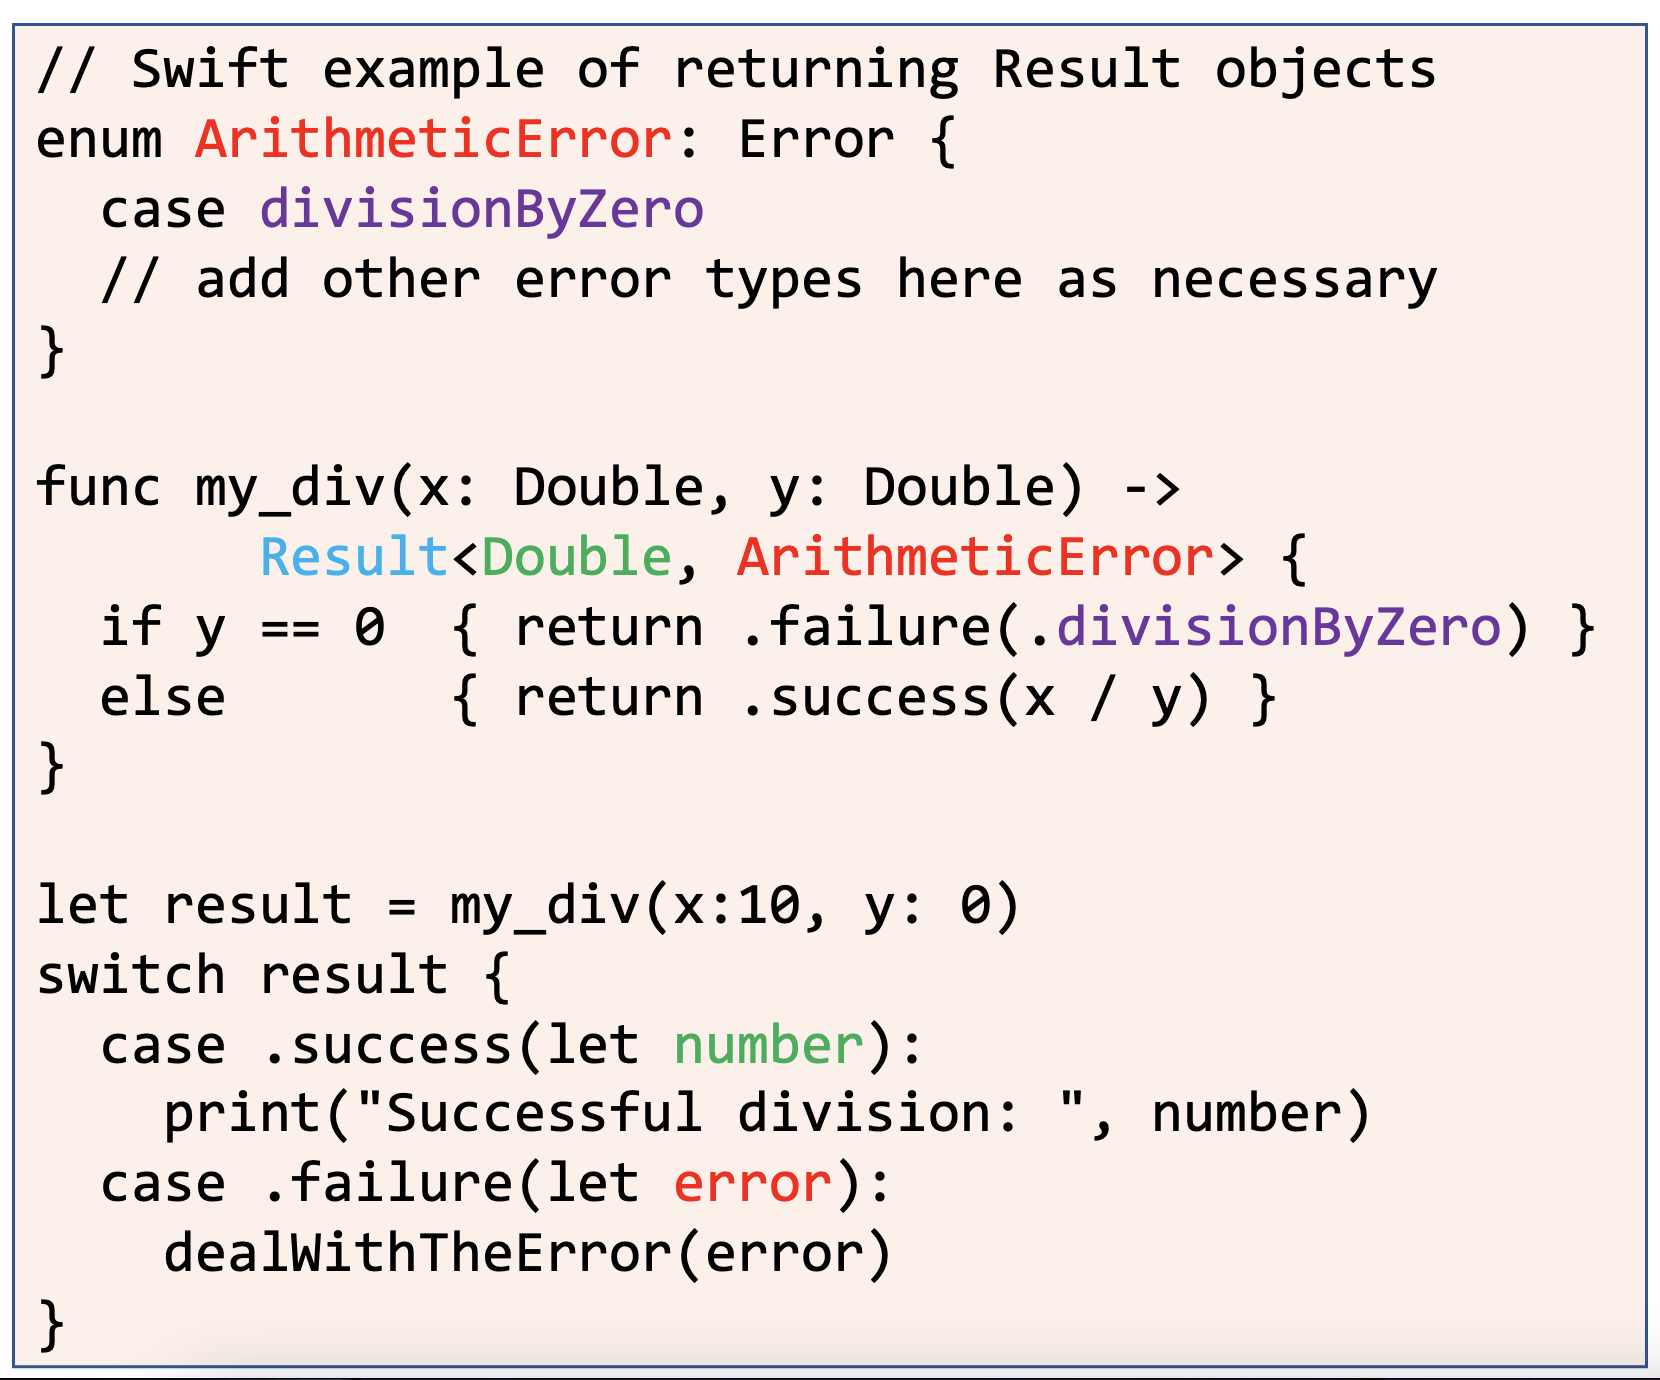 // Swift example of returning Result objects
enum ArithmeticError: Error {
  case divisionByZero
  // add other error types here as necessary
}

func my_div(x: Double, y: Double) ->
       Result<Double, ArithmeticError> {
  if y == 0  { return .failure(.divisionByZero) }
  else       { return .success(x / y) }
}

let result = my_div(x:10, y: 0)
switch result {
  case .success(let number):
    print("Successful division: ", number)
  case .failure(let error):
    dealWithTheError(error)
}